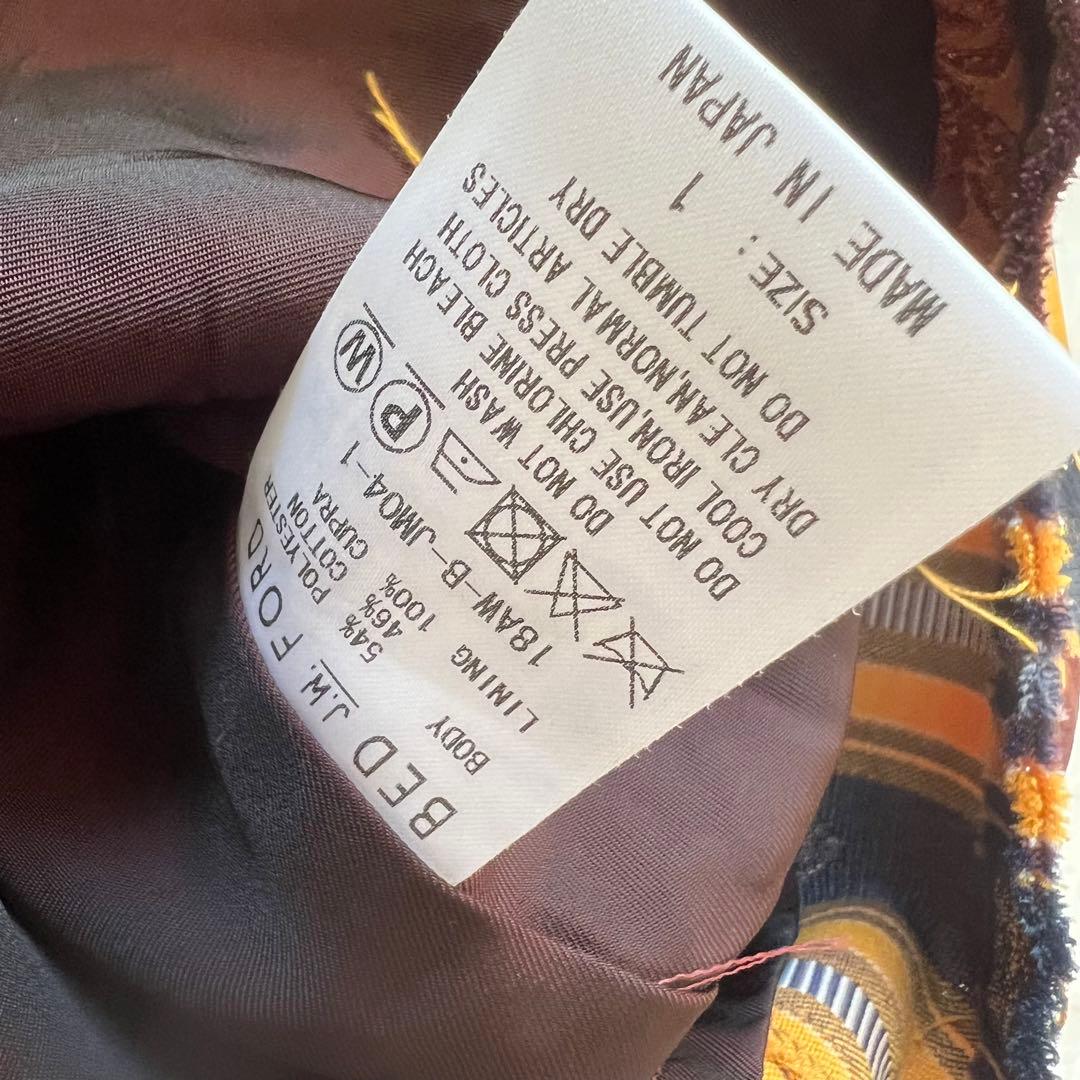 BED J.W. FORD
BODY 54% POLYESTER
46% COTTON
LINING 100% CUPRA
18AW-B-JM04-1
P W
DO NOT WASH
DO NOT USE CHLORINE BLEACH
COOL IRON,USE PRESS CLOTH
DRY CLEAN,NORMAL ARTICLES
DO NOT TUMBLE DRY
SIZE: 1
MADE IN JAPAN